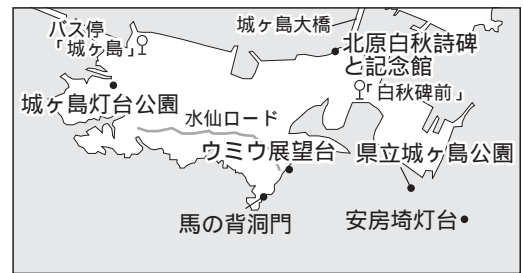 城ヶ島大橋
バス停
「城ヶ島」
北原白秋詩碑
と記念館
「白秋碑前」
城ヶ島灯台公園
水仙ロード
ウミウ展望台
県立城ヶ島公園
馬の背洞門
安房埼灯台